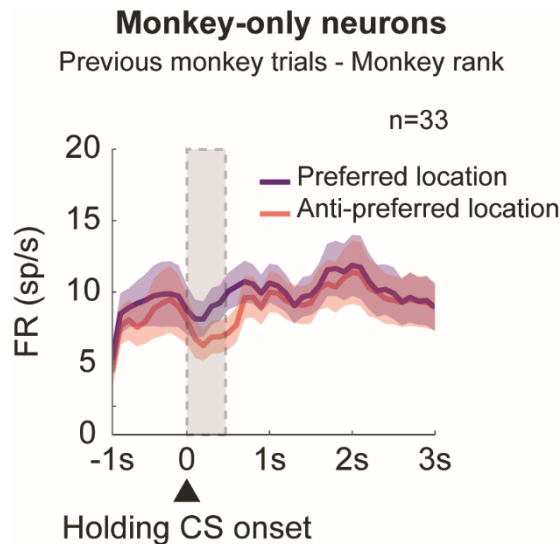 Monkey-only neurons
Previous monkey trials - Monkey rank
n=33
20
Preferred location
Anti-preferred location
15
10
5
0
FR (sp/s)
-1s 0 1s 2s 3s
Holding CS onset